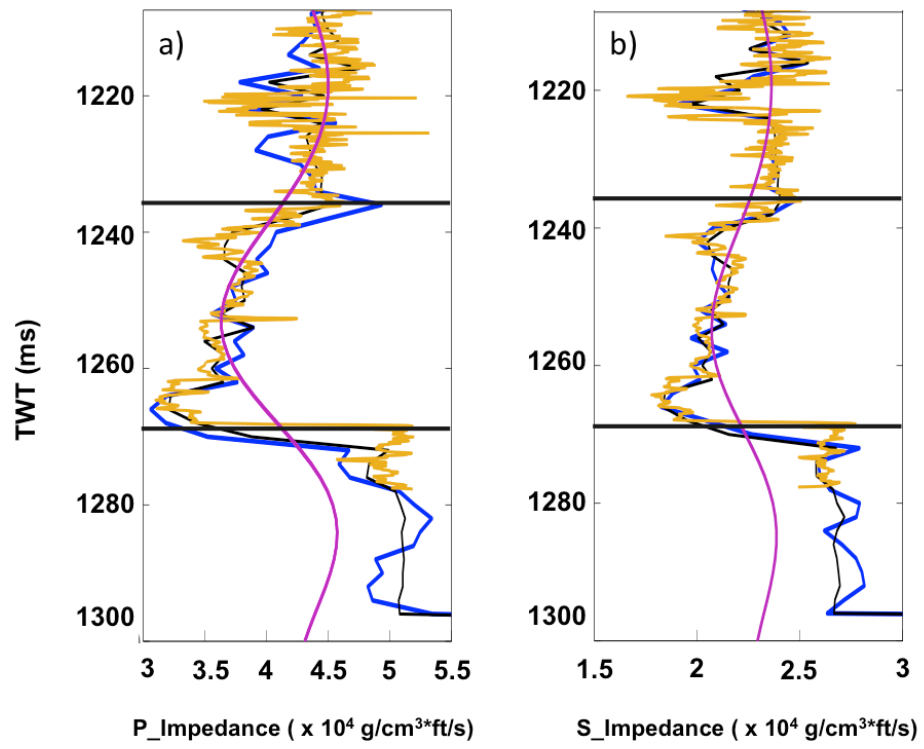 a)
b)
1220
1240
1260
1280
1300
1220
1240
1260
1280
1300
TWT (ms)
3 3.5 4 4.5 5 5.5
1.5 2 2.5 3
P_Impedance ( x 10⁴ g/cm³*ft/s)
S_Impedance ( x 10⁴ g/cm³*ft/s)